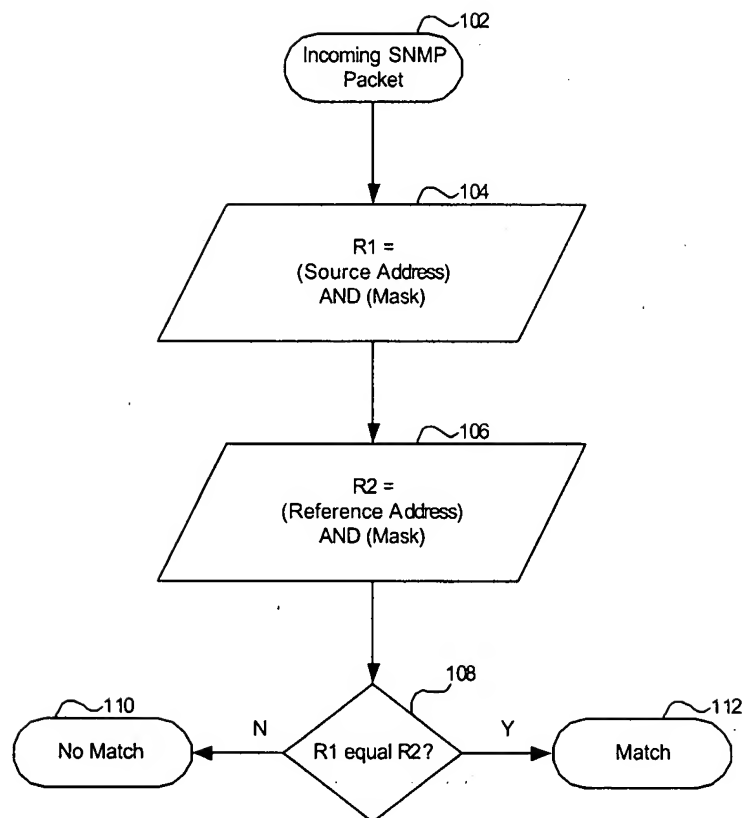 102
Incoming SNMP
Packet
104
R1 =
(Source Address)
AND (Mask)
106
R2 =
(Reference Address)
AND (Mask)
108
110
112
N
Y
No Match
R1 equal R2?
Match